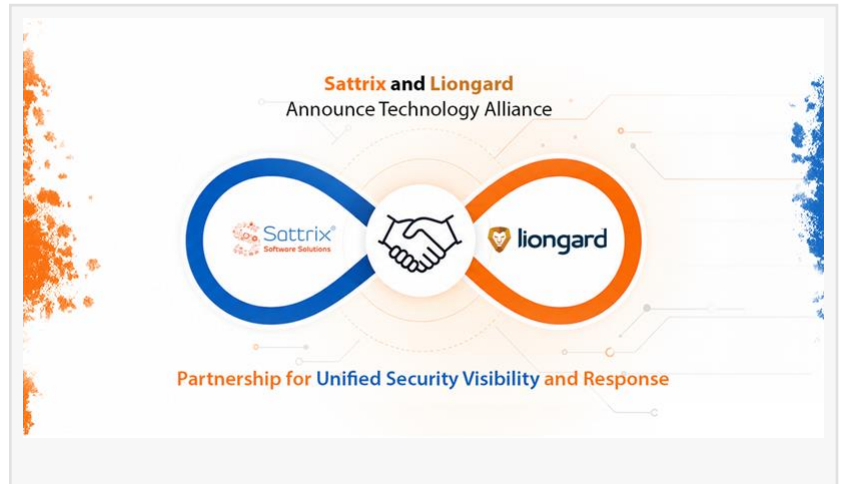 Sattrix and Liongard
Announce Technology Alliance
Sattrix®
Software Solutions
liongard
Partnership for Unified Security Visibility and Response